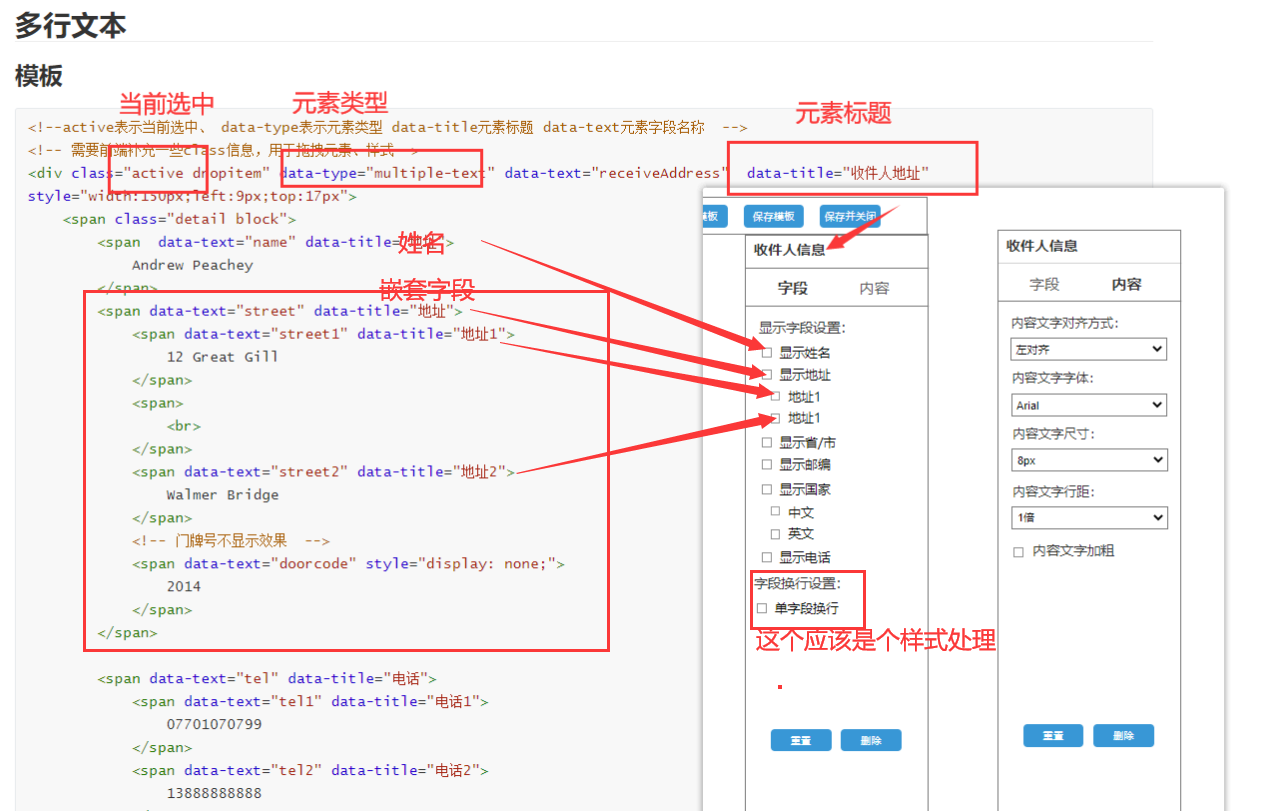 多行文本
模板
当前选中
元素类型
元素标题
<!--active表示当前选中、 data-type表示元素类型 data-title元素标题 data-text元素字段名称  -->
<!-- 需要前端补充一些class信息，用于拖拽元素、样式-->
<div class="active dropitem" data-type="multiple-text" data-text="receiveAddress"  data-title="收件人地址"
style="width:150px;left:9px;top:17px">
<span class="detail block">
<span  data-text="name" data-title="姓名">
Andrew Peachey
</span>
嵌套字段
<span data-text="street" data-title="地址">
<span data-text="street1" data-title="地址1">
12 Great Gill
</span>
<span>
<br>
</span>
<span data-text="street2" data-title="地址2">
Walmer Bridge
</span>
<!-- 门牌号不显示效果  -->
<span data-text="doorcode" style="display: none;">
2014
</span>
</span>
<span data-text="tel" data-title="电话">
<span data-text="tel1" data-title="电话1">
07701070799
</span>
<span data-text="tel2" data-title="电话2">
13888888888
模板
保存模板
保存并关闭
收件人信息
字段
内容
显示字段设置:
显示姓名
显示地址
地址1
地址1
显示省/市
显示邮编
显示国家
中文
英文
显示电话
字段换行设置:
单字段换行
这个应该是个样式处理
重置
删除
收件人信息
字段
内容
内容文字对齐方式:
左对齐
内容文字字体:
Arial
内容文字尺寸:
8px
内容文字行距:
1倍
内容文字加粗
重置
删除